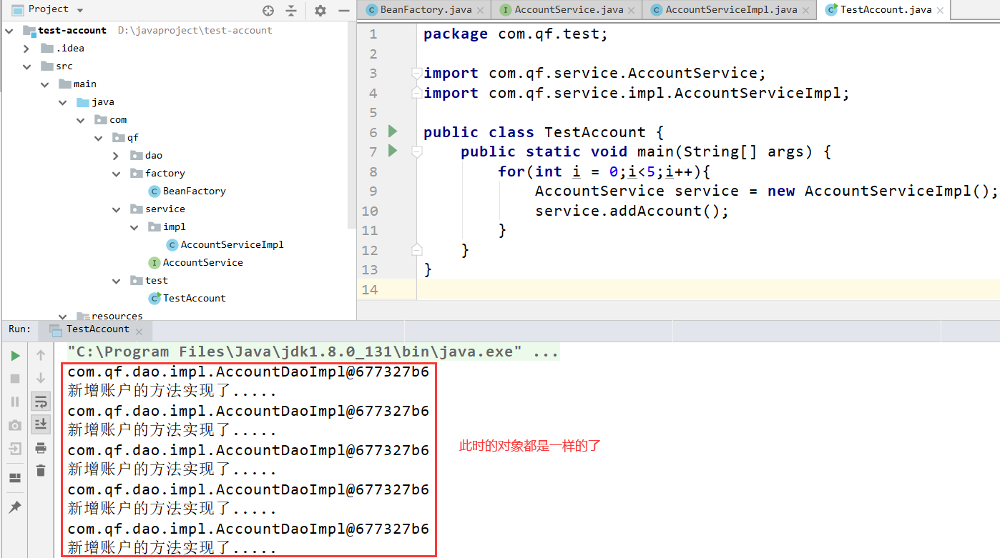 Project
test-account D:\javaproject\test-account
.idea
src
main
java
com
qf
dao
factory
BeanFactory
service
impl
AccountServiceImpl
AccountService
test
TestAccount
resources
BeanFactory.java
AccountService.java
AccountServiceImpl.java
TestAccount.java
1 package com.qf.test;
2
3 import com.qf.service.AccountService;
4 import com.qf.service.impl.AccountServiceImpl;
5
6 public class TestAccount {
7 public static void main(String[] args) {
8 for(int i = 0;i<5;i++){
9 AccountService service = new AccountServiceImpl();
10 service.addAccount();
11 }
12 }
13 }
14
Run: TestAccount
"C:\Program Files\Java\jdk1.8.0_131\bin\java.exe" ...
com.qf.dao.impl.AccountDaoImpl@677327b6
新增账户的方法实现了.....
com.qf.dao.impl.AccountDaoImpl@677327b6
新增账户的方法实现了.....
com.qf.dao.impl.AccountDaoImpl@677327b6
新增账户的方法实现了.....
com.qf.dao.impl.AccountDaoImpl@677327b6
新增账户的方法实现了.....
com.qf.dao.impl.AccountDaoImpl@677327b6
新增账户的方法实现了.....
此时的对象都是一样的了